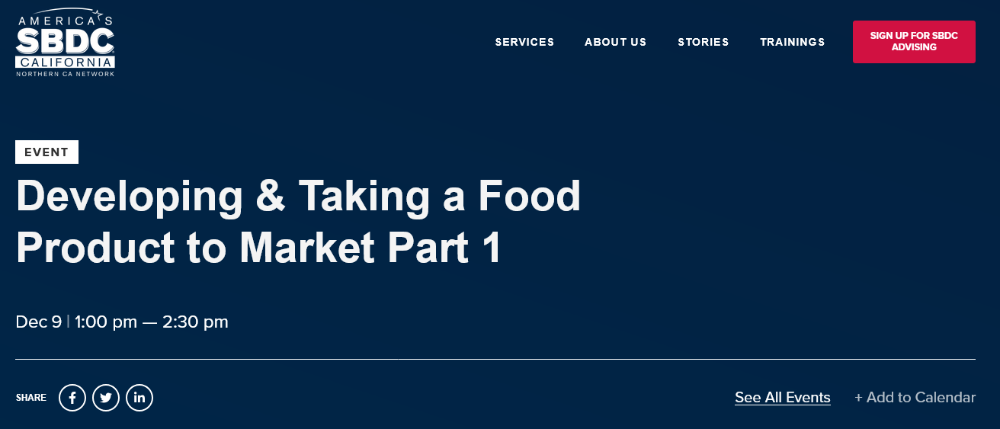 AMERICA'S
SBDC
CALIFORNIA
NORTHERN CA NETWORK
SERVICES
ABOUT US
STORIES
TRAININGS
SIGN UP FOR SBDC
ADVISING
EVENT
Developing & Taking a Food
Product to Market Part 1
Dec 9 | 1:00 pm — 2:30 pm
SHARE
See All Events
+ Add to Calendar